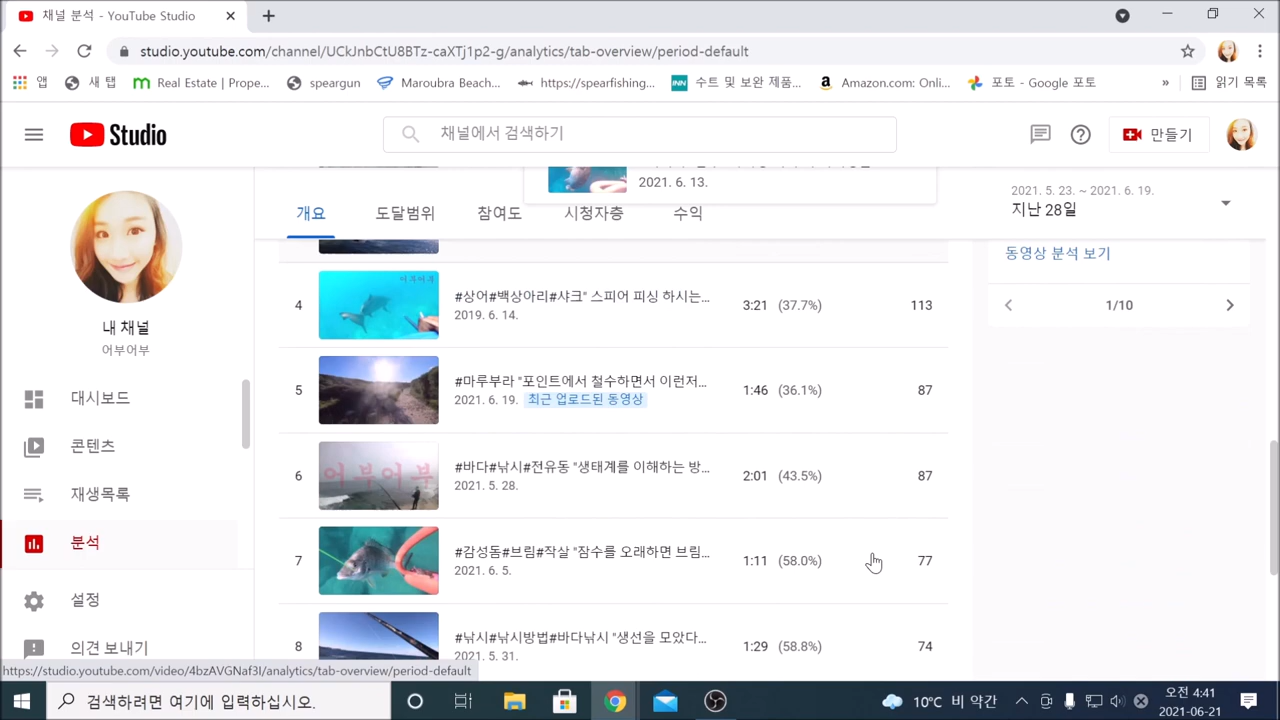 채널 분석 - YouTube Studio
studio.youtube.com/channel/UCkJnbCtU8BTz-caXTj1p2-g/analytics/tab-overview/period-default
앱
새 탭
Real Estate | Prope...
speargun
Maroubra Beach...
https://spearfishing...
INN
수트 및 보완 제품...
Amazon.com: Onli...
포토 - Google 포토
»
읽기 목록
Studio
채널에서 검색하기
만들기
2021. 6. 13.
2021. 5. 23. ~ 2021. 6. 19.
지난 28일
개요
도달범위
참여도
시청자층
수익
동영상 분석 보기
1/10
내 채널
어부어부
대시보드
콘텐츠
재생목록
분석
설정
의견 보내기
4
어부어부
#상어#백상아리#샤크" 스피어 피싱 하시는...
2019. 6. 14.
3:21 (37.7%)
113
5
#마루부라 "포인트에서 철수하면서 이런저...
2021. 6. 19. 최근 업로드된 동영상
1:46 (36.1%)
87
6
어부어부
#바다#낚시#전유동 "생태계를 이해하는 방...
2021. 5. 28.
2:01 (43.5%)
87
7
#감성돔#브림#작살 "잠수를 오래하면 브림...
2021. 6. 5.
1:11 (58.0%)
77
8
#낚시#낚시방법#바다낚시 "생선을 모았다...
2021. 5. 31.
1:29 (58.8%)
74
https://studio.youtube.com/video/4bzAVGNaf3I/analytics/tab-overview/period-default
검색하려면 여기에 입력하십시오.
10°C 비 약간
오전 4:41
2021-06-21